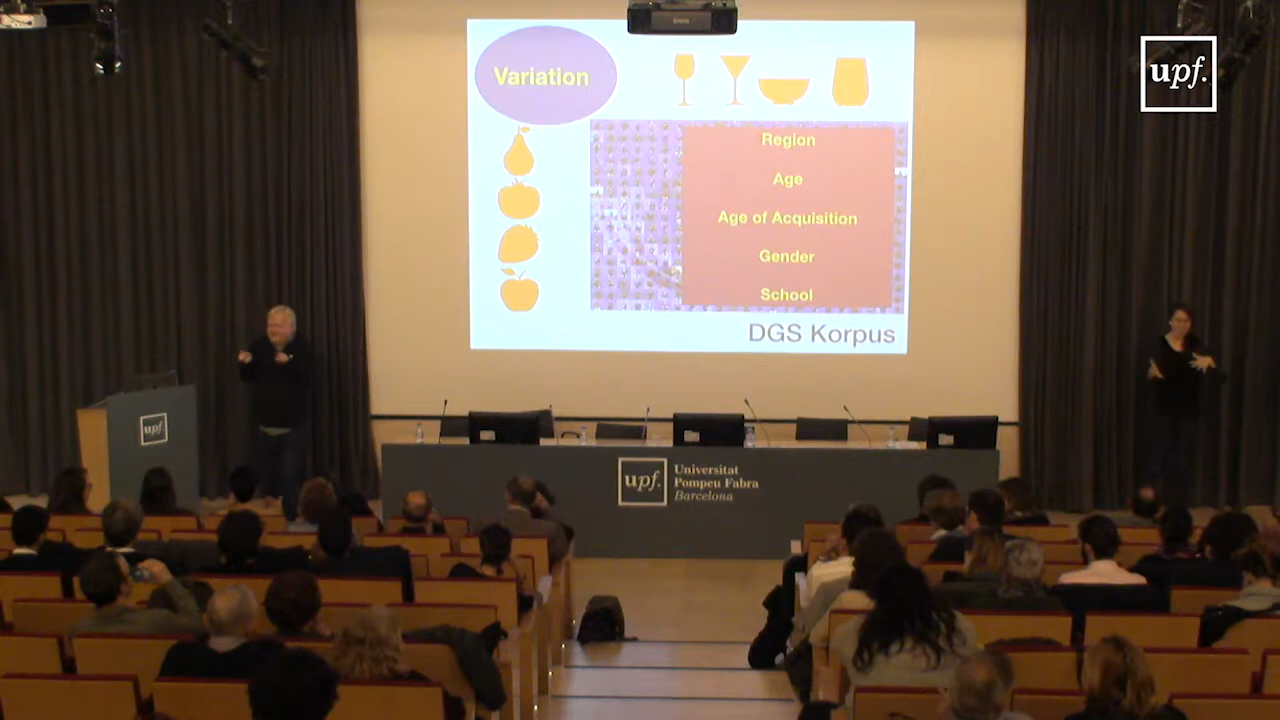 Variation
Region
Age
Age of Acquisition
Gender
School
DGS Korpus
upf.
upf.
upf.
Universitat
Pompeu Fabra
Barcelona